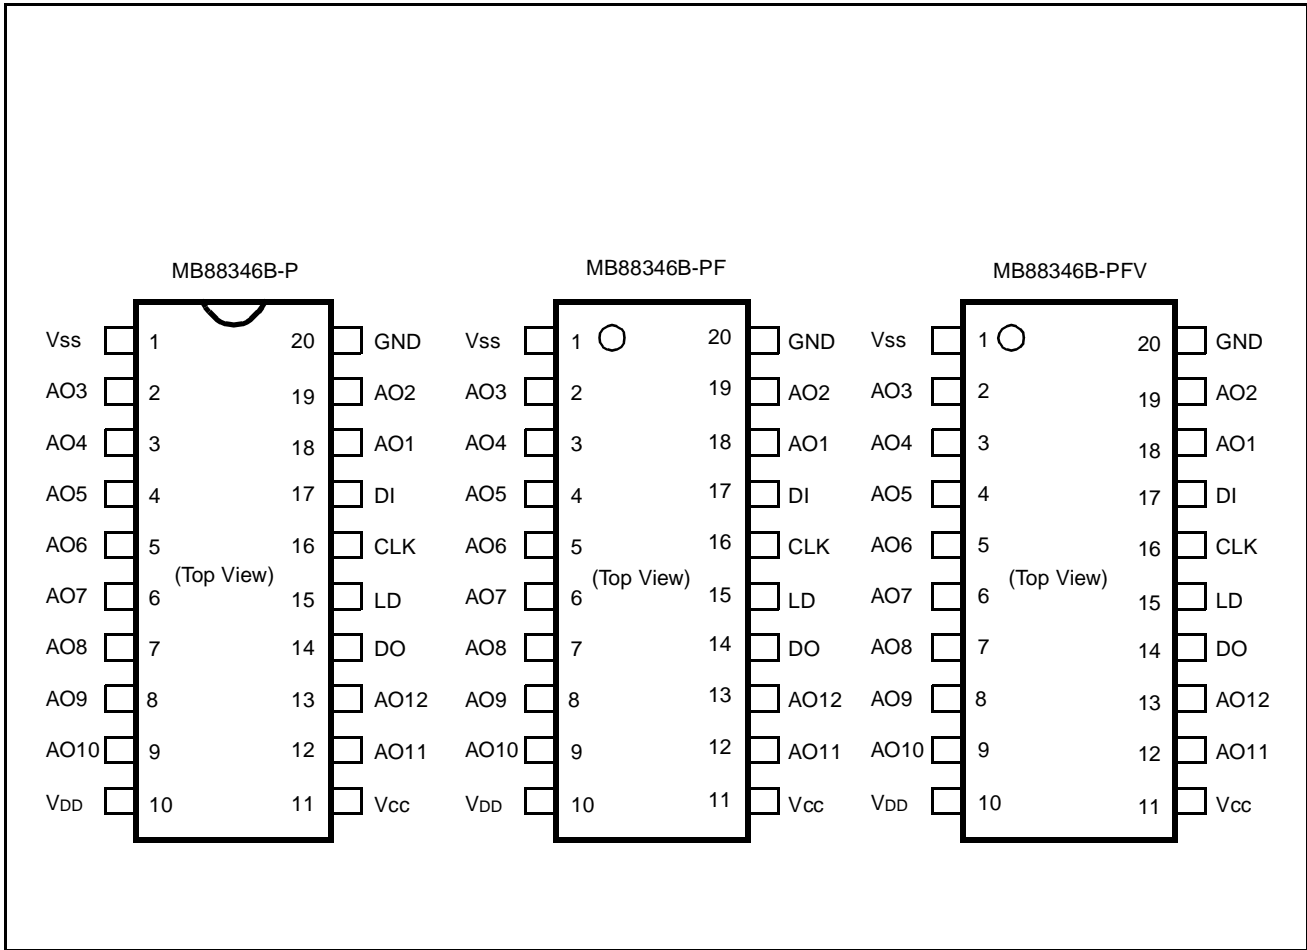 MB88346B-P
Vss 1 20 GND
AO3 2 19 AO2
AO4 3 18 AO1
AO5 4 17 DI
AO6 5 16 CLK
(Top View)
AO7 6 15 LD
AO8 7 14 DO
AO9 8 13 AO12
AO10 9 12 AO11
VDD 10 11 Vcc
MB88346B-PF
Vss 1 20 GND
AO3 2 19 AO2
AO4 3 18 AO1
AO5 4 17 DI
AO6 5 16 CLK
(Top View)
AO7 6 15 LD
AO8 7 14 DO
AO9 8 13 AO12
AO10 9 12 AO11
VDD 10 11 Vcc
MB88346B-PFV
Vss 1 20 GND
AO3 2 19 AO2
AO4 3 18 AO1
AO5 4 17 DI
AO6 5 16 CLK
(Top View)
AO7 6 15 LD
AO8 7 14 DO
AO9 8 13 AO12
AO10 9 12 AO11
VDD 10 11 Vcc